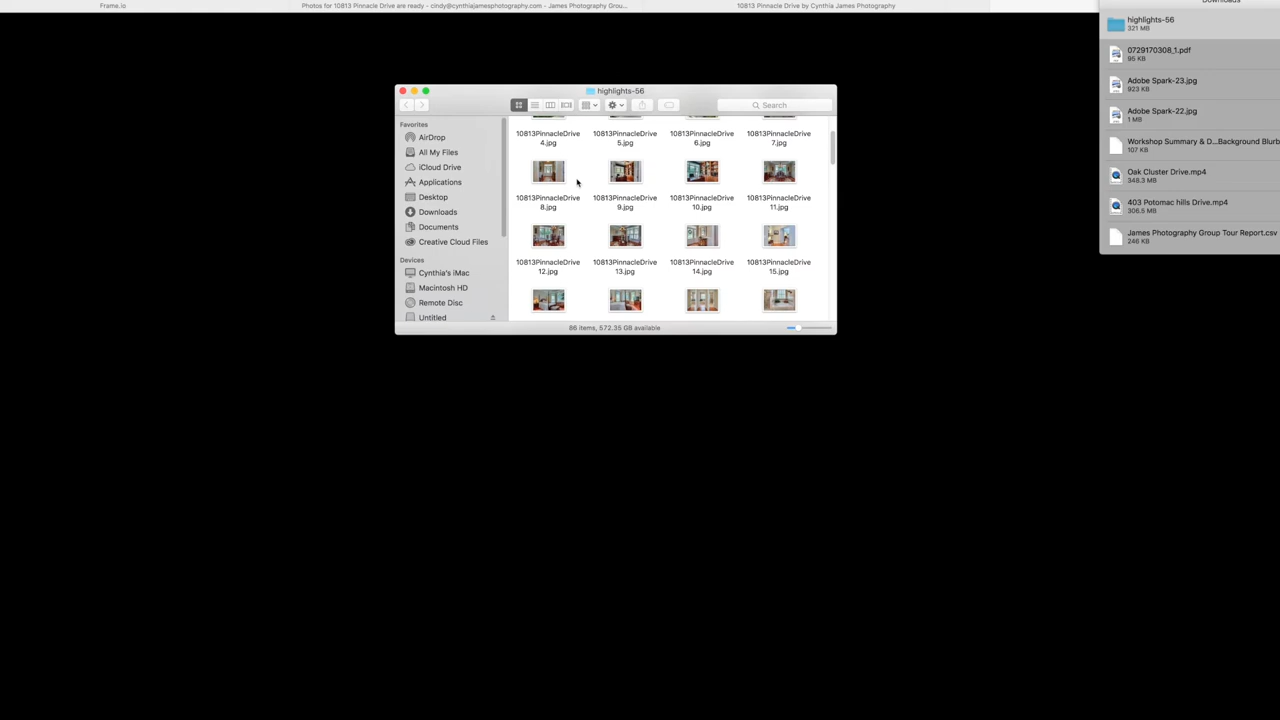 Frame.io
Photos for 10813 Pinnacle Drive are ready - cindy@cynthiajamesphotography.com - James Photography Grou...
10813 Pinnacle Drive by Cynthia James Photography
Downloads
highlights-56
321 MB
0729170308_1.pdf
95 KB
Adobe Spark-23.jpg
923 KB
Adobe Spark-22.jpg
1 MB
Workshop Summary & D...Background Blurb
107 KB
Oak Cluster Drive.mp4
348.3 MB
403 Potomac hills Drive.mp4
306.5 MB
James Photography Group Tour Report.csv
246 KB
highlights-56
Search
Favorites
AirDrop
All My Files
iCloud Drive
Applications
Desktop
Downloads
Documents
Creative Cloud Files
Devices
Cynthia's iMac
Macintosh HD
Remote Disc
Untitled
10813PinnacleDrive
4.jpg
10813PinnacleDrive
5.jpg
10813PinnacleDrive
6.jpg
10813PinnacleDrive
7.jpg
10813PinnacleDrive
8.jpg
10813PinnacleDrive
9.jpg
10813PinnacleDrive
10.jpg
10813PinnacleDrive
11.jpg
10813PinnacleDrive
12.jpg
10813PinnacleDrive
13.jpg
10813PinnacleDrive
14.jpg
10813PinnacleDrive
15.jpg
86 items, 572.35 GB available